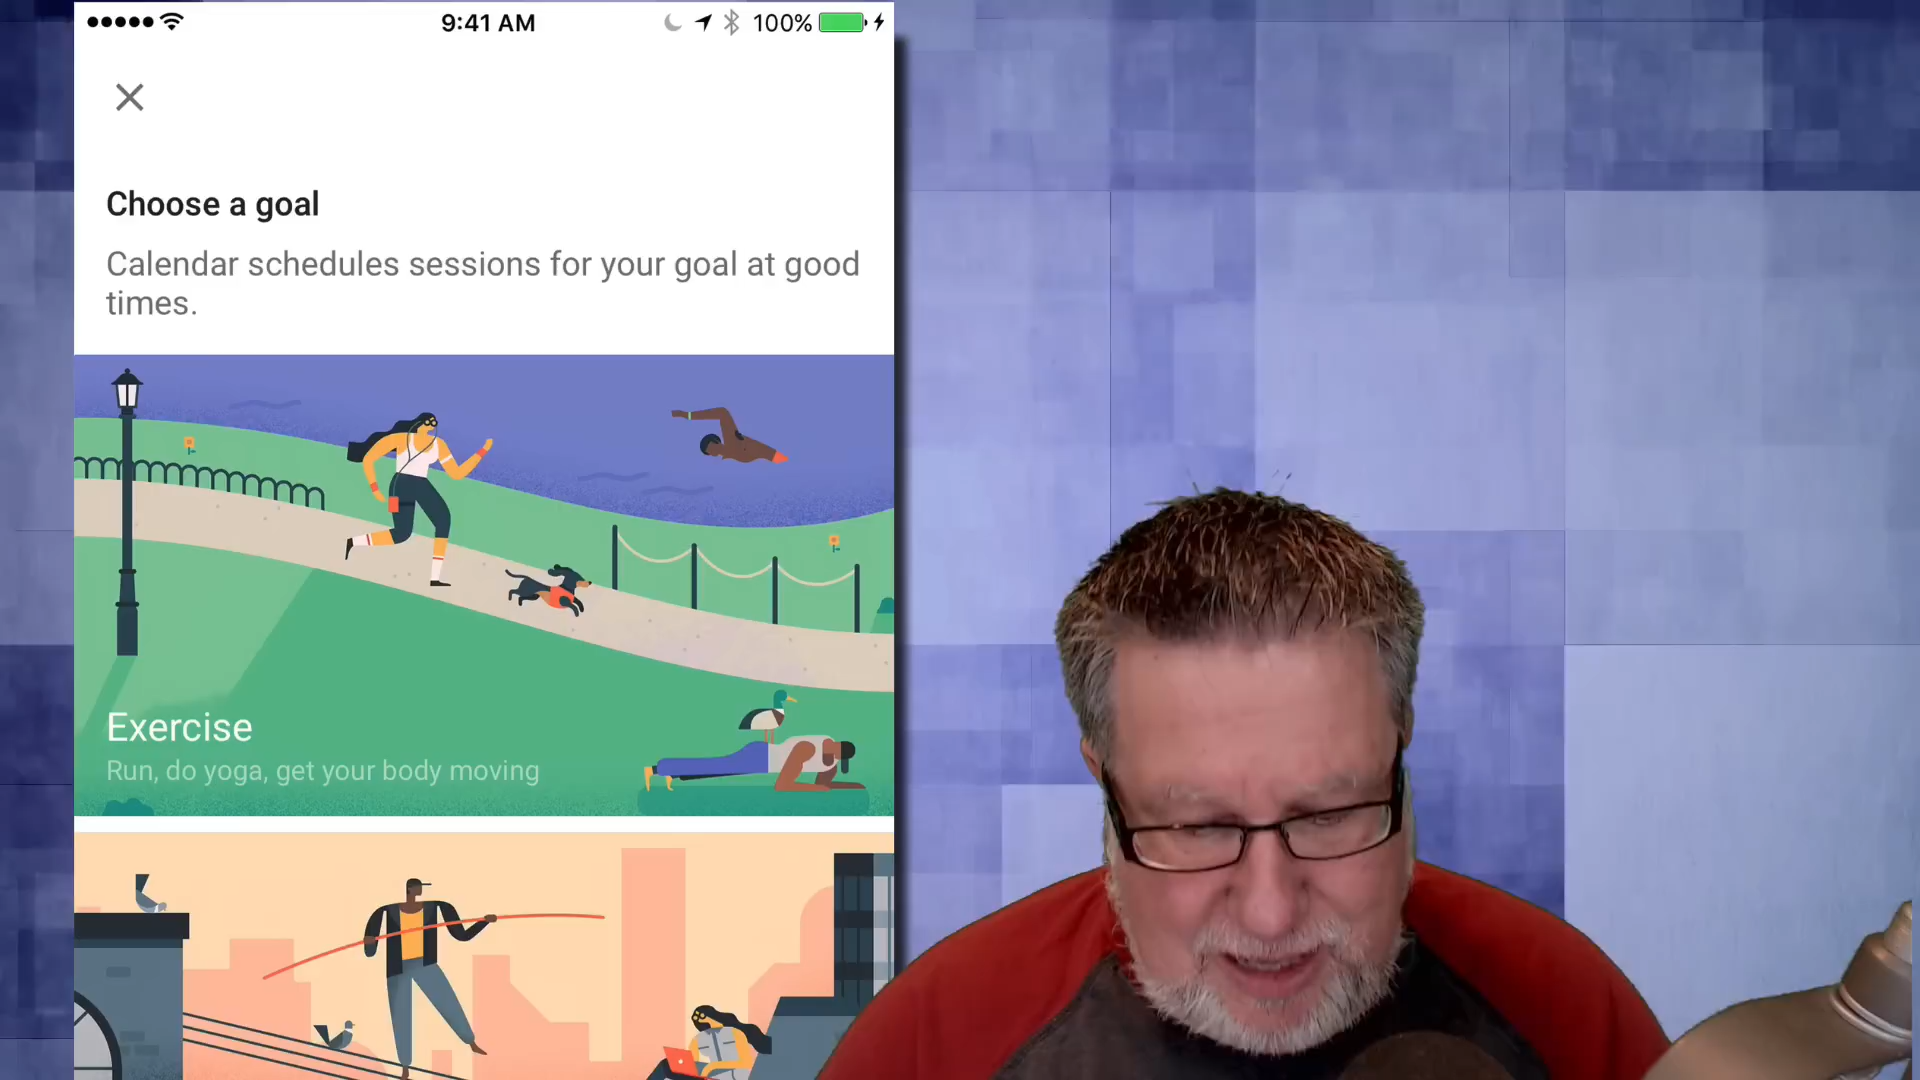 9:41 AM
100%
Choose a goal
Calendar schedules sessions for your goal at good
times.
Exercise
Run, do yoga, get your body moving